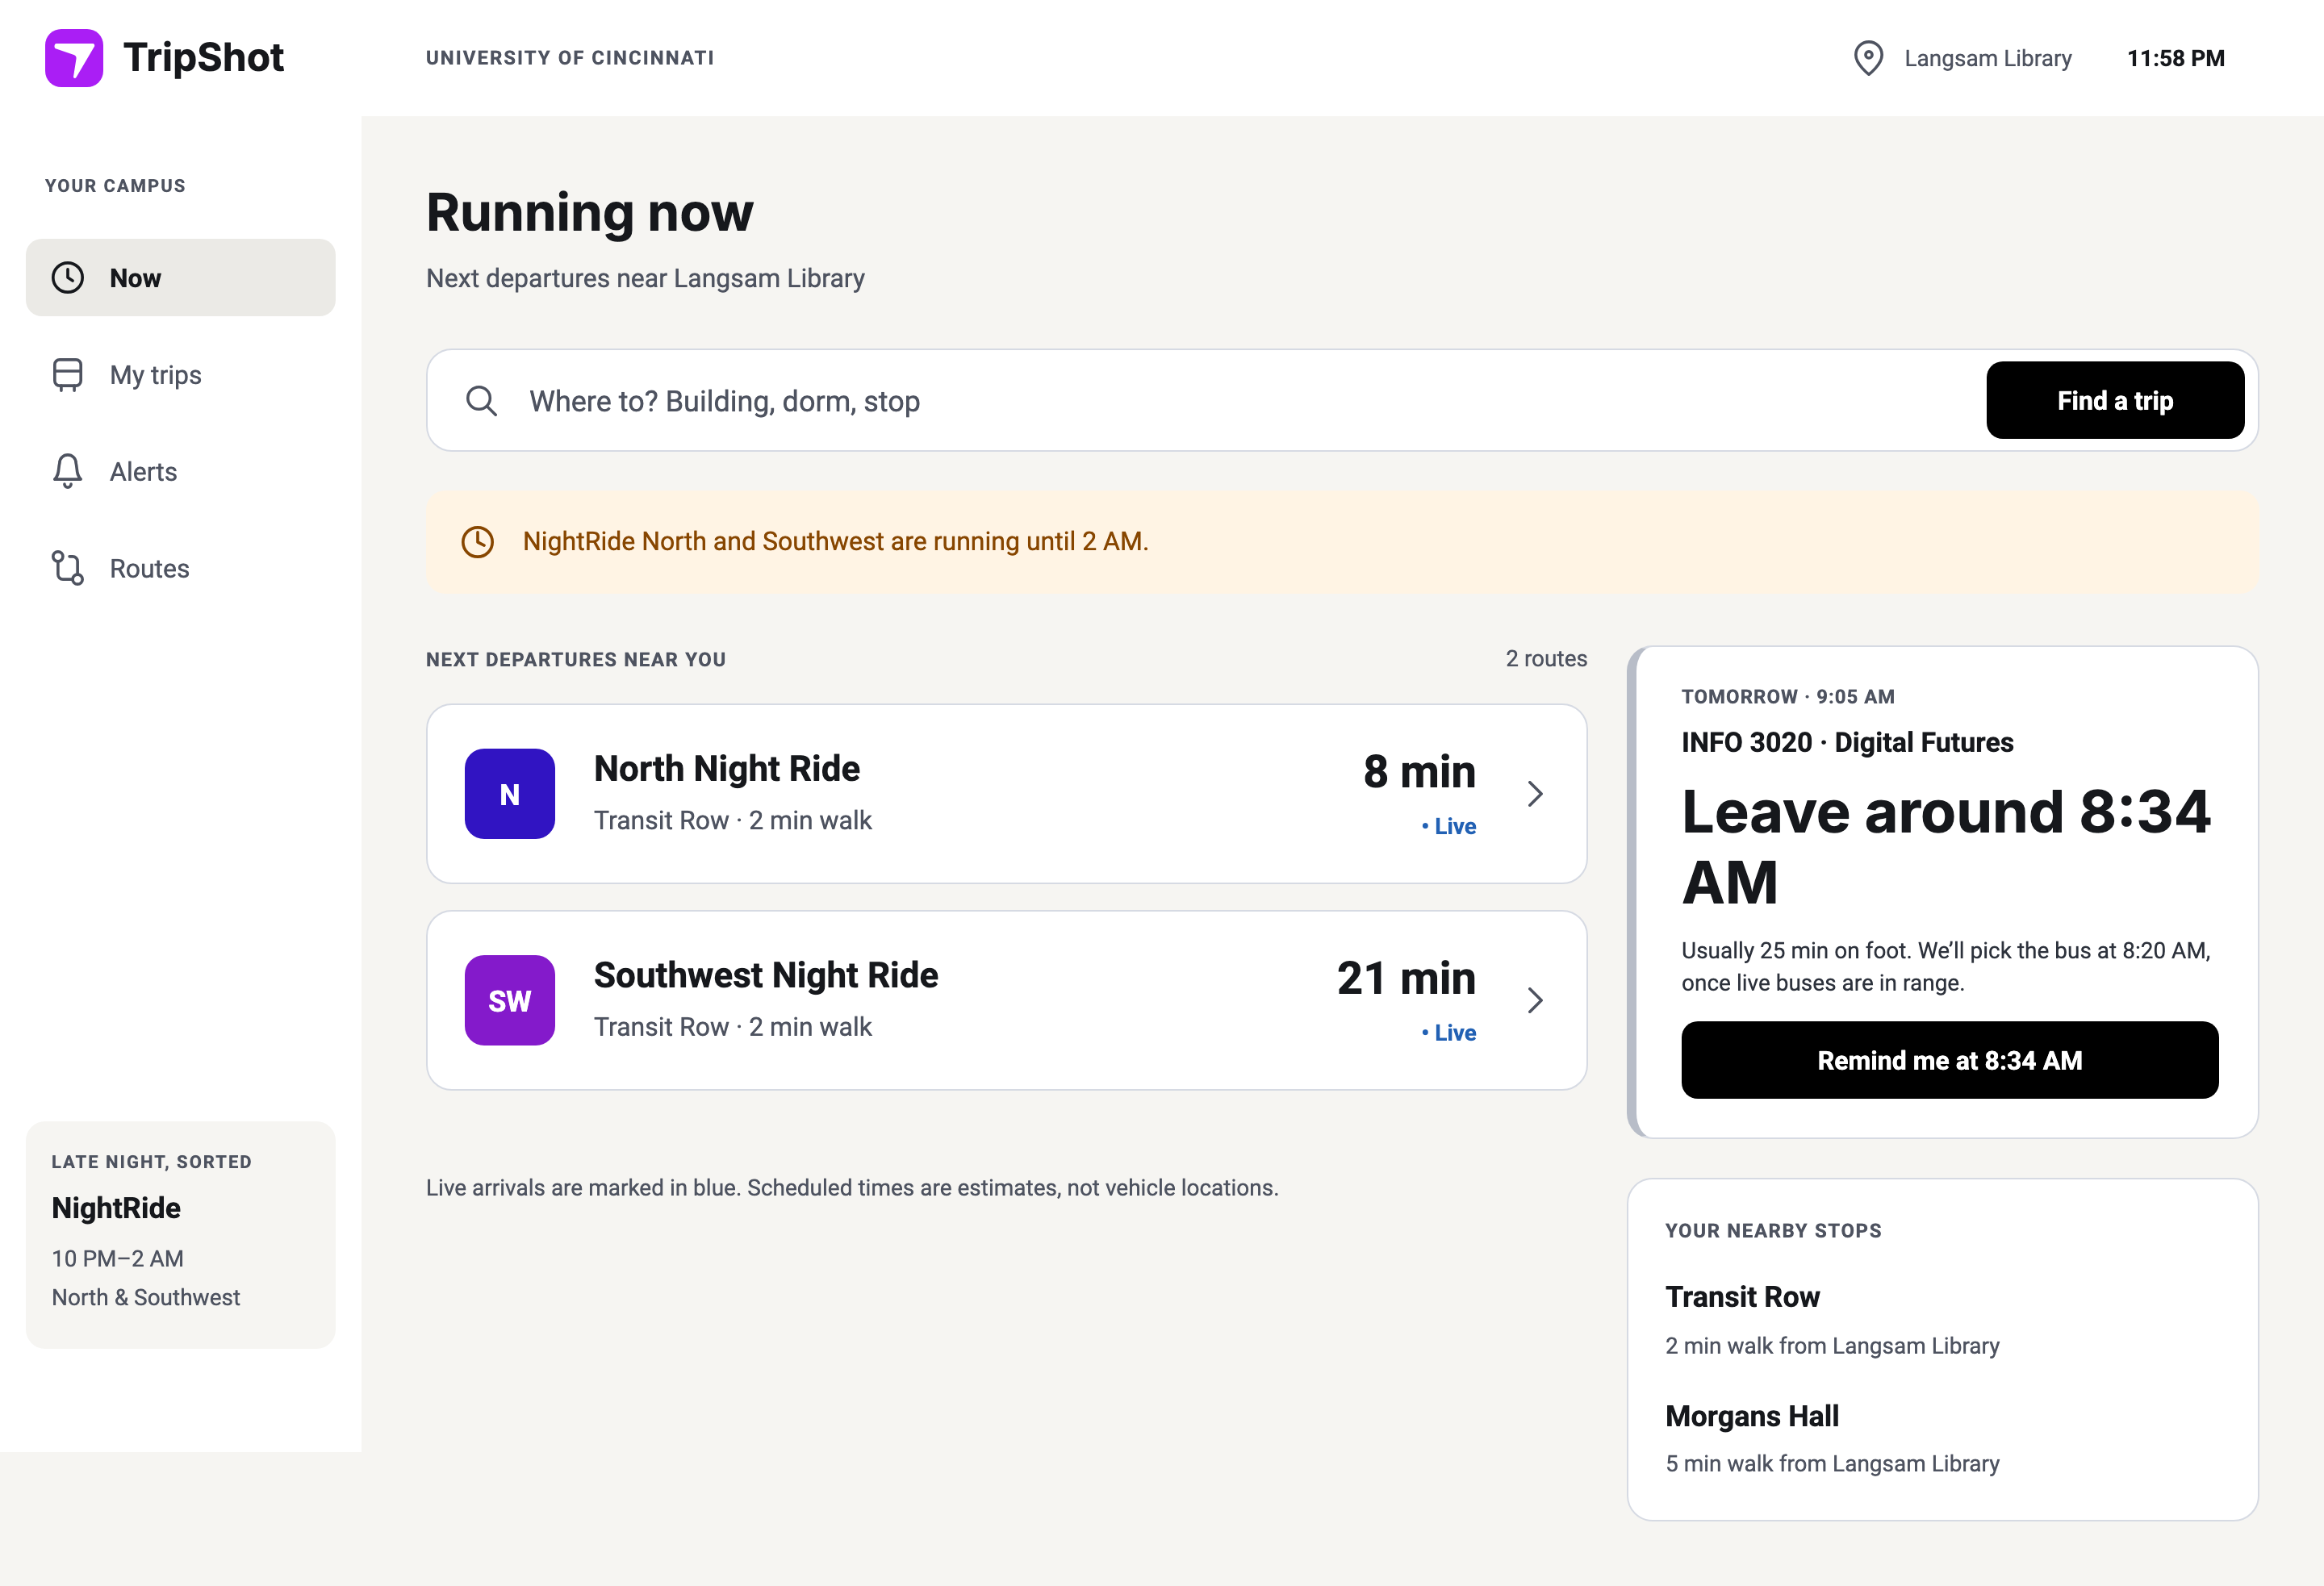 TripShot
UNIVERSITY OF CINCINNATI
Langsam Library
11:58 PM
YOUR CAMPUS
Now
My trips
Alerts
Routes
LATE NIGHT, SORTED
NightRide
10 PM–2 AM
North & Southwest
Running now
Next departures near Langsam Library
Where to? Building, dorm, stop
Find a trip
NightRide North and Southwest are running until 2 AM.
NEXT DEPARTURES NEAR YOU
2 routes
N
North Night Ride
Transit Row · 2 min walk
8 min
• Live
SW
Southwest Night Ride
Transit Row · 2 min walk
21 min
• Live
Live arrivals are marked in blue. Scheduled times are estimates, not vehicle locations.
TOMORROW · 9:05 AM
INFO 3020 · Digital Futures
Leave around 8:34
AM
Usually 25 min on foot. We’ll pick the bus at 8:20 AM,
once live buses are in range.
Remind me at 8:34 AM
YOUR NEARBY STOPS
Transit Row
2 min walk from Langsam Library
Morgans Hall
5 min walk from Langsam Library